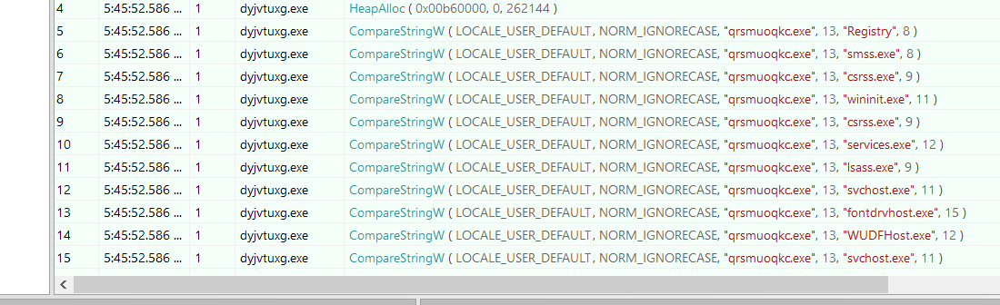 4 5:45:52.586 ... 1 dyjvtuxg.exe HeapAlloc ( 0x00b60000, 0, 262144 )
5 5:45:52.586 ... 1 dyjvtuxg.exe CompareStringW ( LOCALE_USER_DEFAULT, NORM_IGNORECASE, "qrsmuoqkc.exe", 13, "Registry", 8 )
6 5:45:52.586 ... 1 dyjvtuxg.exe CompareStringW ( LOCALE_USER_DEFAULT, NORM_IGNORECASE, "qrsmuoqkc.exe", 13, "smss.exe", 8 )
7 5:45:52.586 ... 1 dyjvtuxg.exe CompareStringW ( LOCALE_USER_DEFAULT, NORM_IGNORECASE, "qrsmuoqkc.exe", 13, "csrss.exe", 9 )
8 5:45:52.586 ... 1 dyjvtuxg.exe CompareStringW ( LOCALE_USER_DEFAULT, NORM_IGNORECASE, "qrsmuoqkc.exe", 13, "wininit.exe", 11 )
9 5:45:52.586 ... 1 dyjvtuxg.exe CompareStringW ( LOCALE_USER_DEFAULT, NORM_IGNORECASE, "qrsmuoqkc.exe", 13, "csrss.exe", 9 )
10 5:45:52.586 ... 1 dyjvtuxg.exe CompareStringW ( LOCALE_USER_DEFAULT, NORM_IGNORECASE, "qrsmuoqkc.exe", 13, "services.exe", 12 )
11 5:45:52.586 ... 1 dyjvtuxg.exe CompareStringW ( LOCALE_USER_DEFAULT, NORM_IGNORECASE, "qrsmuoqkc.exe", 13, "lsass.exe", 9 )
12 5:45:52.586 ... 1 dyjvtuxg.exe CompareStringW ( LOCALE_USER_DEFAULT, NORM_IGNORECASE, "qrsmuoqkc.exe", 13, "svchost.exe", 11 )
13 5:45:52.586 ... 1 dyjvtuxg.exe CompareStringW ( LOCALE_USER_DEFAULT, NORM_IGNORECASE, "qrsmuoqkc.exe", 13, "fontdrvhost.exe", 15 )
14 5:45:52.586 ... 1 dyjvtuxg.exe CompareStringW ( LOCALE_USER_DEFAULT, NORM_IGNORECASE, "qrsmuoqkc.exe", 13, "WUDFHost.exe", 12 )
15 5:45:52.586 ... 1 dyjvtuxg.exe CompareStringW ( LOCALE_USER_DEFAULT, NORM_IGNORECASE, "qrsmuoqkc.exe", 13, "svchost.exe", 11 )